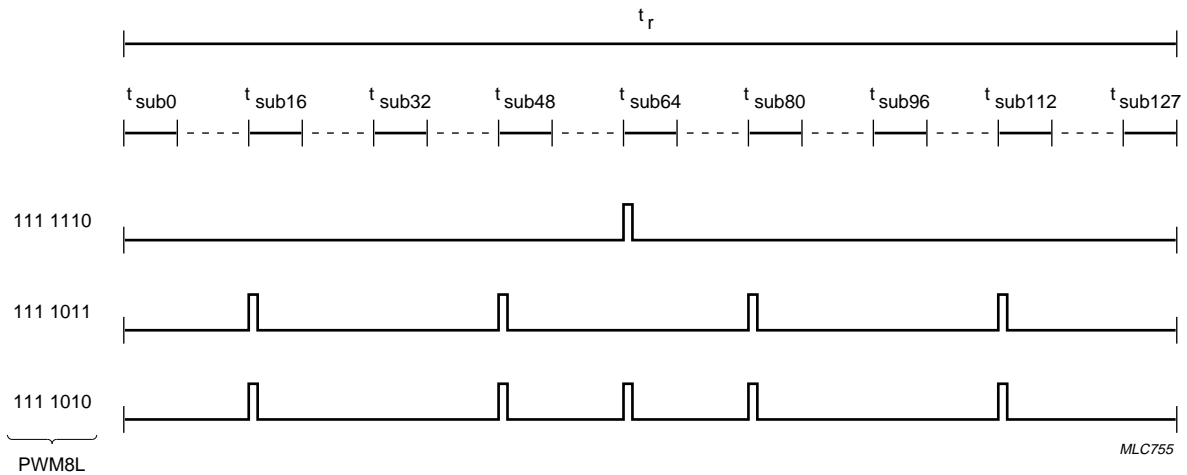 t r
t sub0 t sub16 t sub32 t sub48 t sub64 t sub80 t sub96 t sub112 t sub127
111 1110
111 1011
111 1010
PWM8L
MLC755